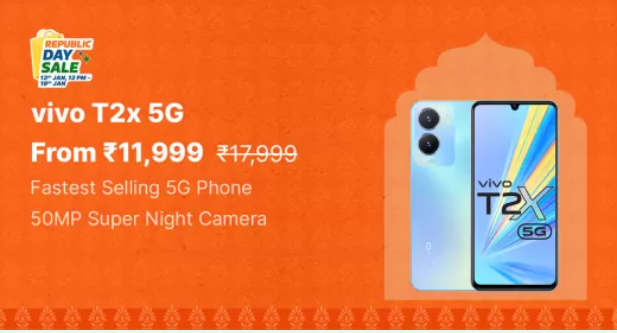 REPUBLIC
DAY
SALE
12th JAN, 12 PM -
19th JAN
vivo T2x 5G
From ₹11,999 ₹17,999
Fastest Selling 5G Phone
50MP Super Night Camera
vivo
T2X
5G